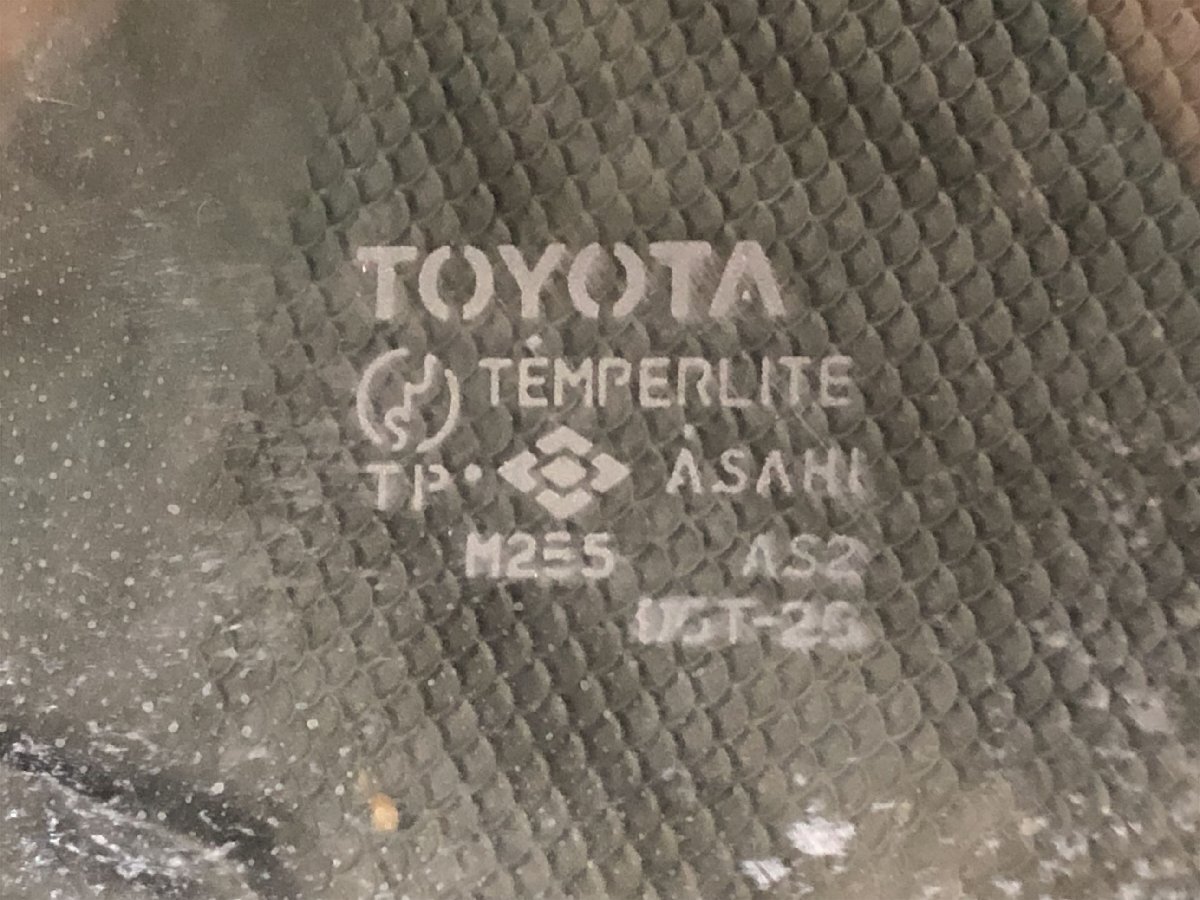 TOYOTA
TEMPERLITE
TP• ASAHI
M2E5 AS2